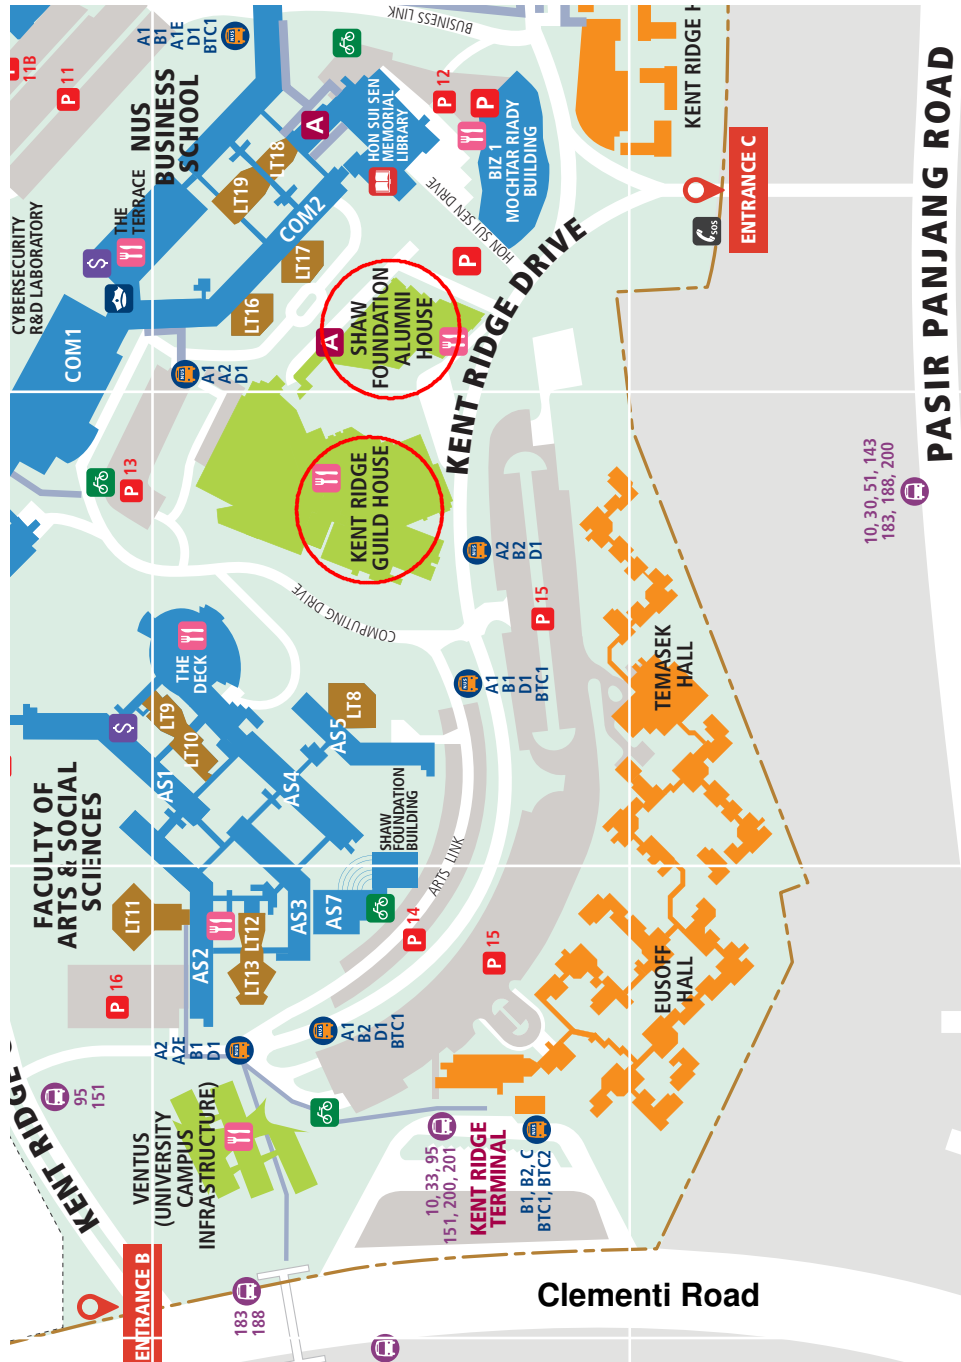 BUSINESS LINK
A1
B1
A1E
D1
BTC1
11B
P 11
NUS
BUSINESS
SCHOOL
P 12
P
KENT RIDGE H
CYBERSECURITY
R&D LABORATORY
THE
TERRACE
$
A
LT18
LT19
HON SUI SEN
MEMORIAL
LIBRARY
BIZ 1
MOCHTAR RIADY
BUILDING
HON SUI SEN DRIVE
COM2
LT17
LT16
P
SOS
ENTRANCE C
PASIR PANJANG ROAD
KENT RIDGE DRIVE
COM1
A
SHAW
FOUNDATION
ALUMNI
HOUSE
NUS
A1
A2
D1
P 13
KENT RIDGE
GUILD HOUSE
10, 30, 51, 143
183, 188, 200
NUS
A2
B2
D1
COMPUTING DRIVE
P 15
THE
DECK
NUS
A1
B1
D1
BTC1
TEMASEK
HALL
$
LT9
LT10
LT8
AS1
AS4
AS5
FACULTY OF
ARTS & SOCIAL
SCIENCES
SHAW
FOUNDATION
BUILDING
ARTS LINK
LT11
AS2
LT12
LT13
AS3
AS7
P 14
P 15
P 16
EUSOFF
HALL
A2
A2E
B1
D1
NUS
NUS
A1
B2
D1
BTC1
KENT RIDGE
95
151
VENTUS
(UNIVERSITY
CAMPUS
INFRASTRUCTURE)
10, 33, 95
151, 200, 201
KENT RIDGE
TERMINAL
NUS
B1, B2, C
BTC1, BTC2
ENTRANCE B
183
188
Clementi Road